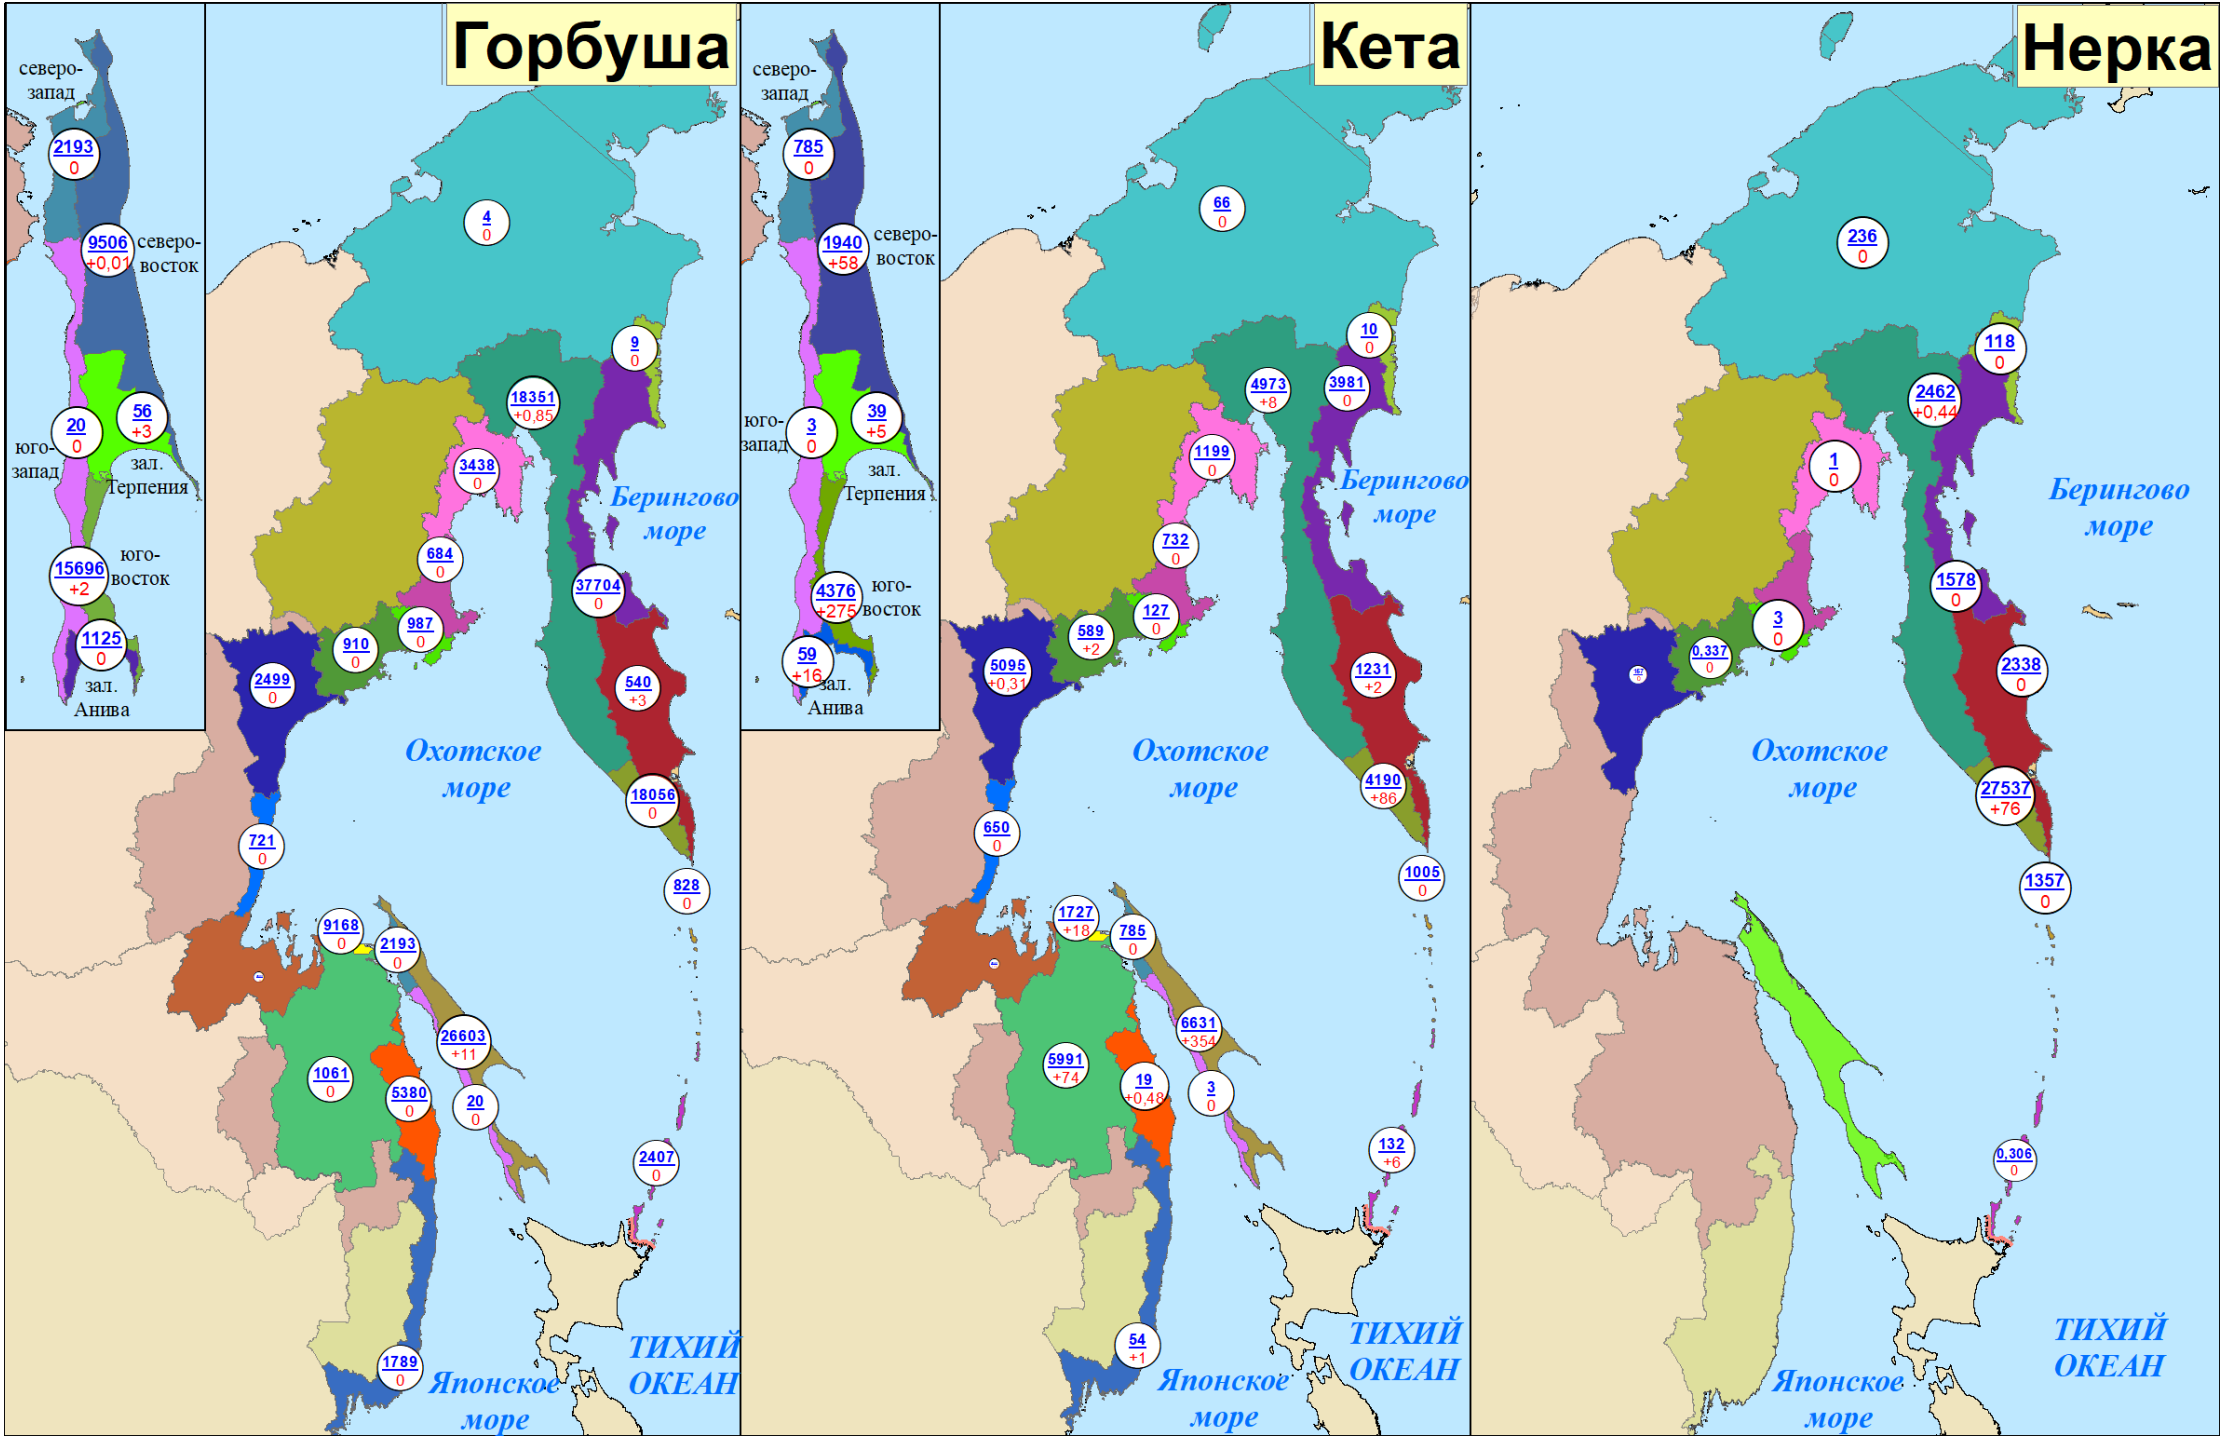 Горбуша
северо-
запад
2193
0
9506
+0,01
северо-
восток
20
0
56
+3
юго-
запад
зал.
Терпения
15696
+2
юго-
восток
1125
0
зал.
Анива
4
0
9
0
18351
+0,85
3438
0
Берингово
море
684
0
37704
0
987
0
910
0
2499
0
540
+3
Охотское
море
18056
0
721
0
828
0
9168
0
2193
0
26603
+11
1061
0
5380
0
20
0
2407
0
ТИХИЙ
ОКЕАН
1789
0
Японское
море
Кета
северо-
запад
785
0
1940
+58
северо-
восток
3
0
39
+5
юго-
запад
зал.
Терпения
4376
+275
юго-
восток
59
+16
зал.
Анива
66
0
10
0
4973
+8
3981
0
1199
0
Берингово
море
732
0
127
0
589
+2
5095
+0,31
1231
+2
Охотское
море
4190
+86
650
0
1005
0
1727
+18
785
0
6631
+354
5991
+74
19
+0,48
3
0
132
+6
ТИХИЙ
ОКЕАН
54
+1
Японское
море
Нерка
236
0
118
0
2462
+0,44
1
0
Берингово
море
1578
0
3
0
0,337
0
2338
0
Охотское
море
27537
+76
1357
0
0,306
0
ТИХИЙ
ОКЕАН
Японское
море